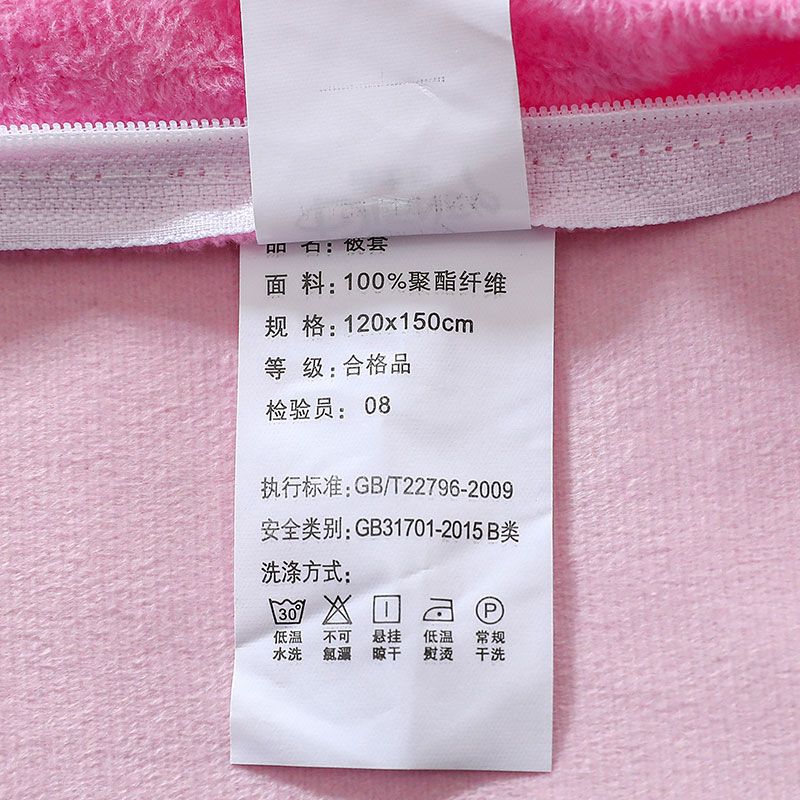 品 名: 被套
面 料: 100%聚酯纤维
规 格: 120x150cm
等 级: 合格品
检验员: 08
执行标准: GB/T22796-2009
安全类别: GB31701-2015 B类
洗涤方式:
30° P
低温 不可 悬挂 低温 常规
水洗 氯漂 晾干 熨烫 干洗